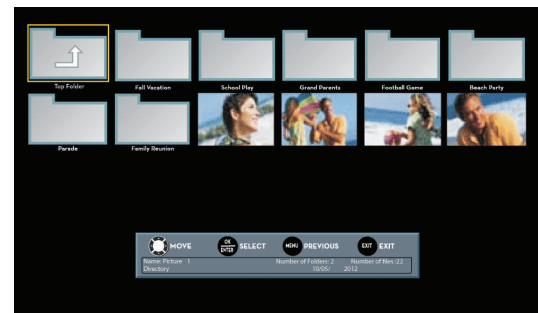 Top Folder
Fall Vacation
School Play
Grand Parents
Football Game
Beach Party
Parade
Family Reunion
MOVE
OK
ENTER
SELECT
MENU
PREVIOUS
EXIT
EXIT
Name: Picture 1
Number of Folders: 2
Number of files :22
Directory
10/05/ 2012